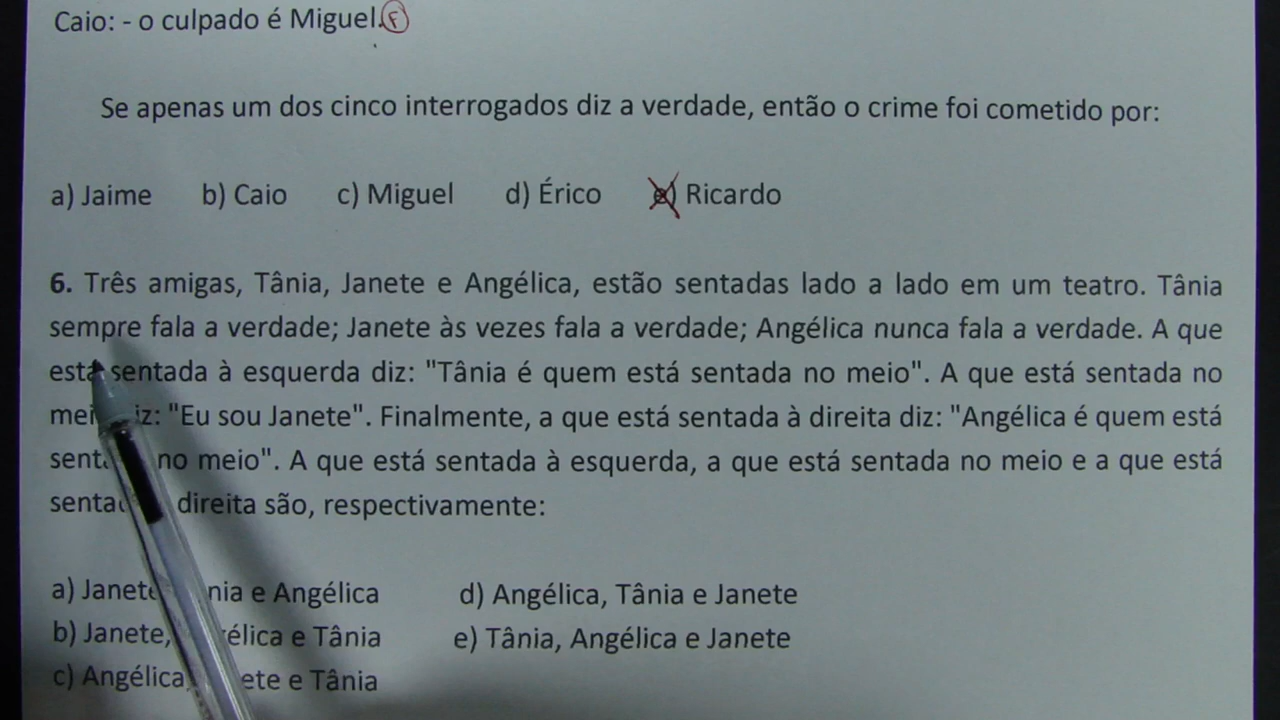 Caio: - o culpado é Miguel. F
Se apenas um dos cinco interrogados diz a verdade, então o crime foi cometido por:
a) Jaime b) Caio c) Miguel d) Érico e) Ricardo
6. Três amigas, Tânia, Janete e Angélica, estão sentadas lado a lado em um teatro. Tânia
sempre fala a verdade; Janete às vezes fala a verdade; Angélica nunca fala a verdade. A que
está sentada à esquerda diz: "Tânia é quem está sentada no meio". A que está sentada no
"Eu sou Janete". Finalmente, a que está sentada à direita diz: "Angélica é quem está
no meio". A que está sentada à esquerda, a que está sentada no meio e a que está
direita são, respectivamente:
a) e Angélica d) Angélica, Tânia e Janete
b) Janete, e Tânia e) Tânia, Angélica e Janete
c) Angélica, e Tânia